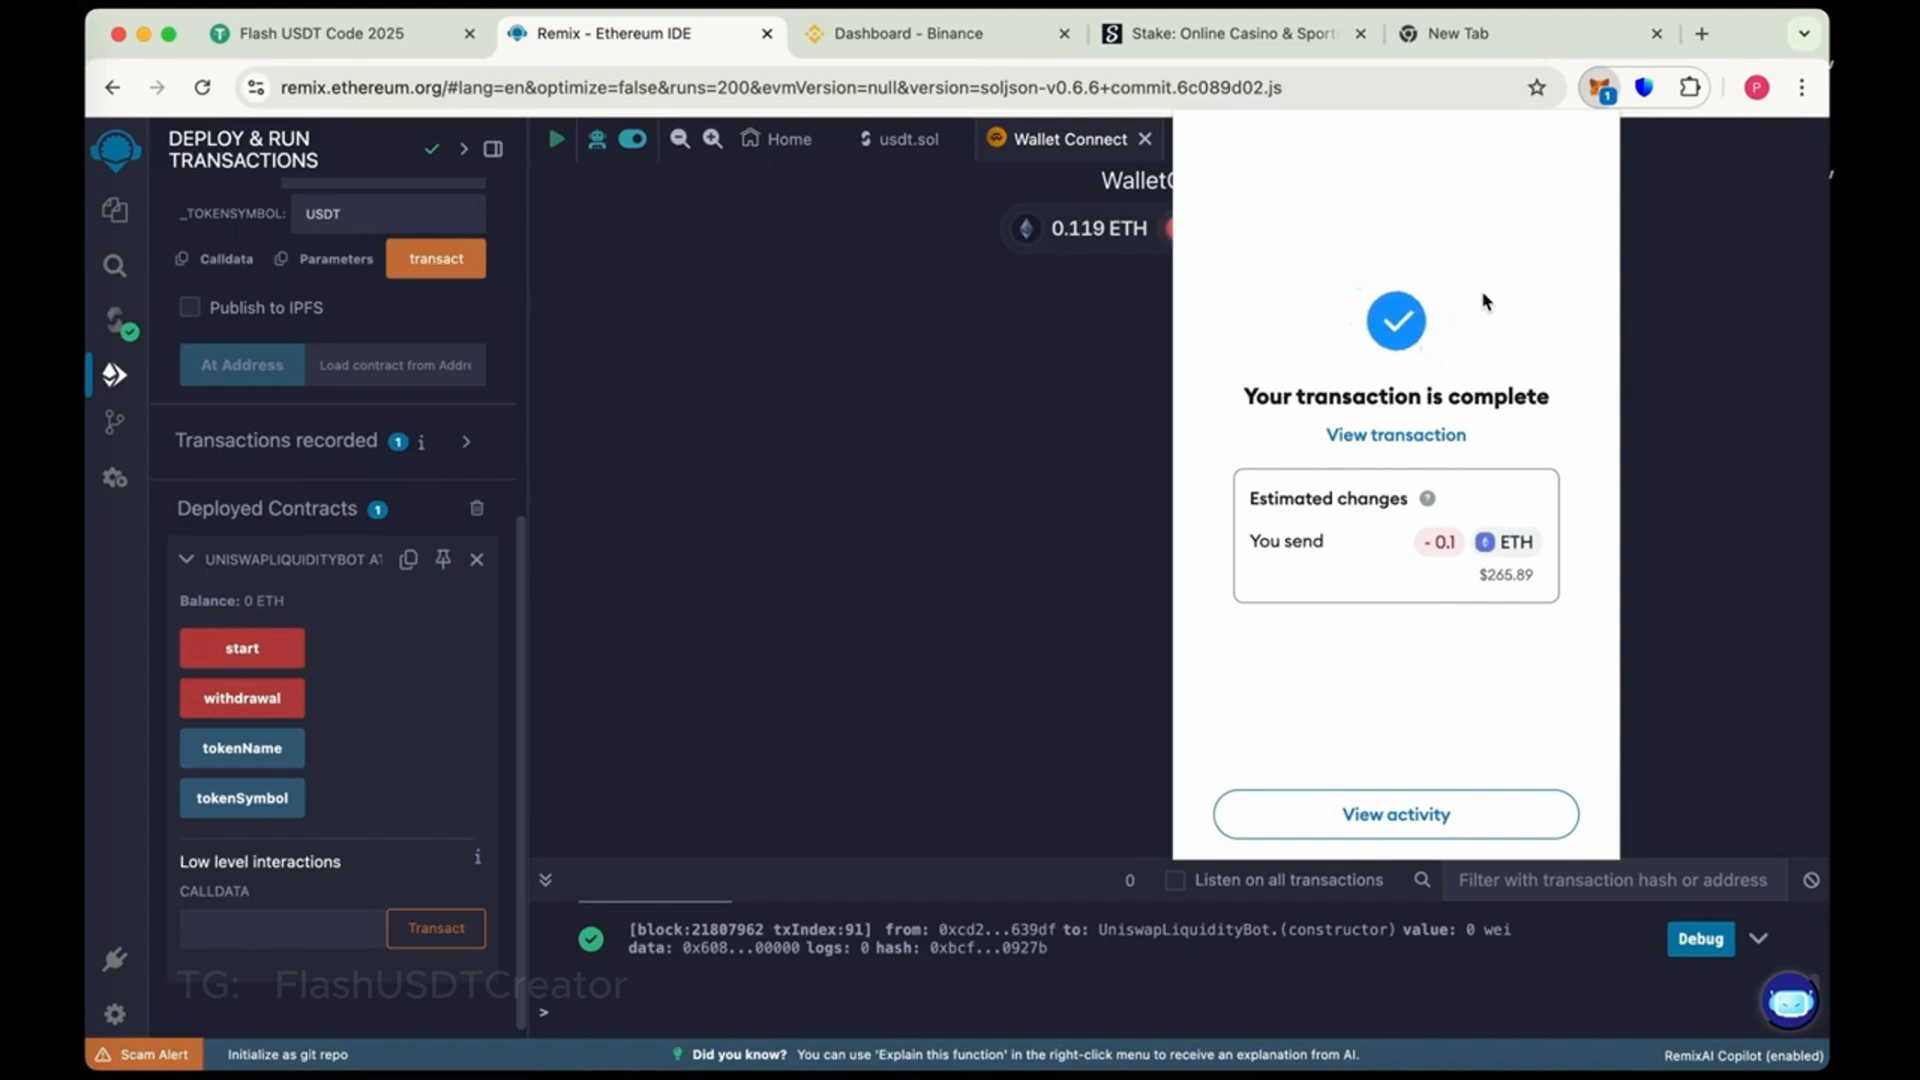 Flash USDT Code 2025
Remix - Ethereum IDE
Dashboard - Binance
Stake: Online Casino & Sport
New Tab
remix.ethereum.org/#lang=en&optimize=false&runs=200&evmVersion=null&version=soljson-v0.6.6+commit.6c089d02.js
1
P
DEPLOY & RUN
TRANSACTIONS
_TOKENSYMBOL: USDT
Calldata
Parameters
transact
Publish to IPFS
At Address
Load contract from Addre
Transactions recorded 1 i
Deployed Contracts 1
UNISWAPLIQUIDITYBOT AT
Balance: 0 ETH
start
withdrawal
tokenName
tokenSymbol
Low level interactions
i
CALLDATA
Transact
Home
usdt.sol
Wallet Connect
WalletC
0.119 ETH
Your transaction is complete
View transaction
Estimated changes ?
You send
- 0.1
ETH
$265.89
View activity
0
Listen on all transactions
Filter with transaction hash or address
[block:21807962 txIndex:91] from: 0xcd2...639df to: UniswapLiquidityBot.(constructor) value: 0 wei
data: 0x608...00000 logs: 0 hash: 0xbcf...0927b
Debug
>
TG: FlashUSDTCreator
Scam Alert
Initialize as git repo
Did you know? You can use 'Explain this function' in the right-click menu to receive an explanation from AI.
RemixAI Copilot (enabled)